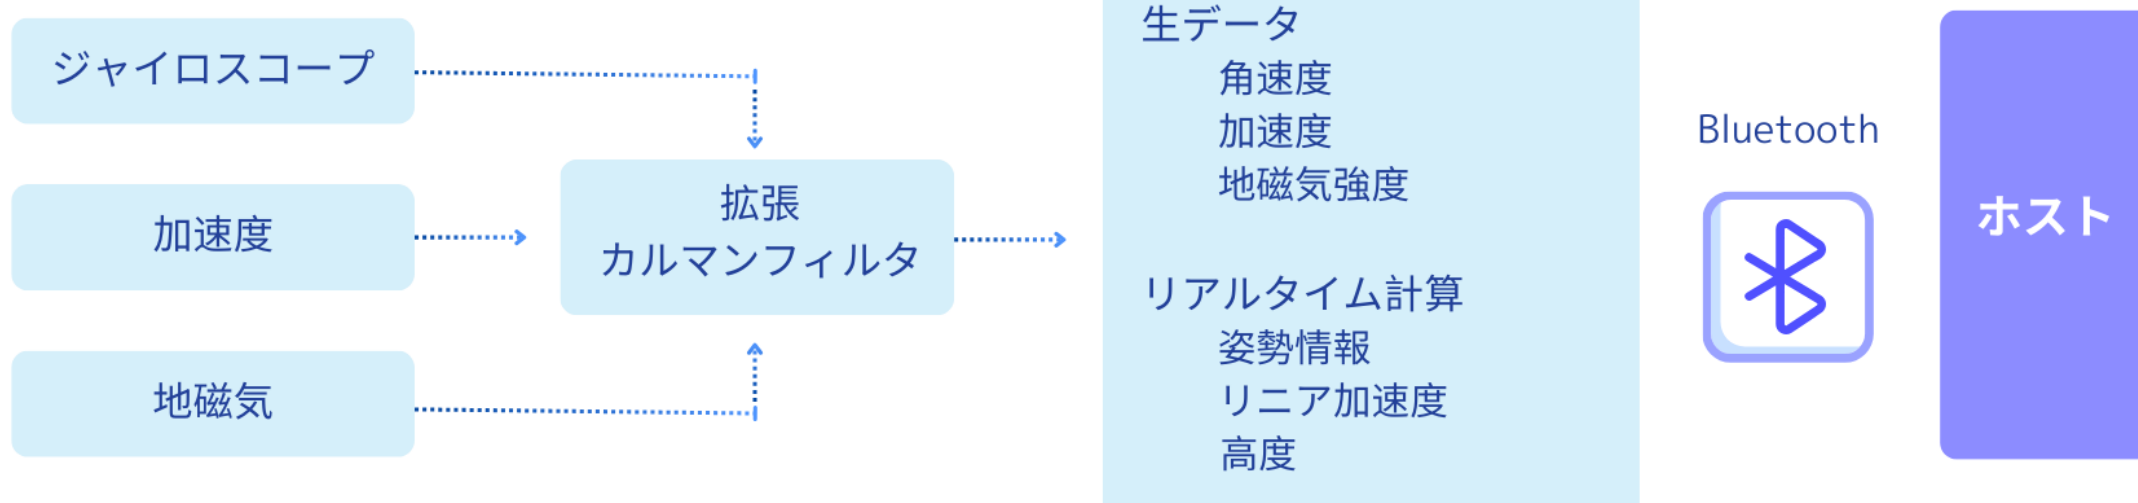 ジャイロスコープ
加速度
地磁気
拡張
カルマンフィルタ
生データ
角速度
加速度
地磁気強度
リアルタイム計算
姿勢情報
リニア加速度
高度
Bluetooth
ホスト